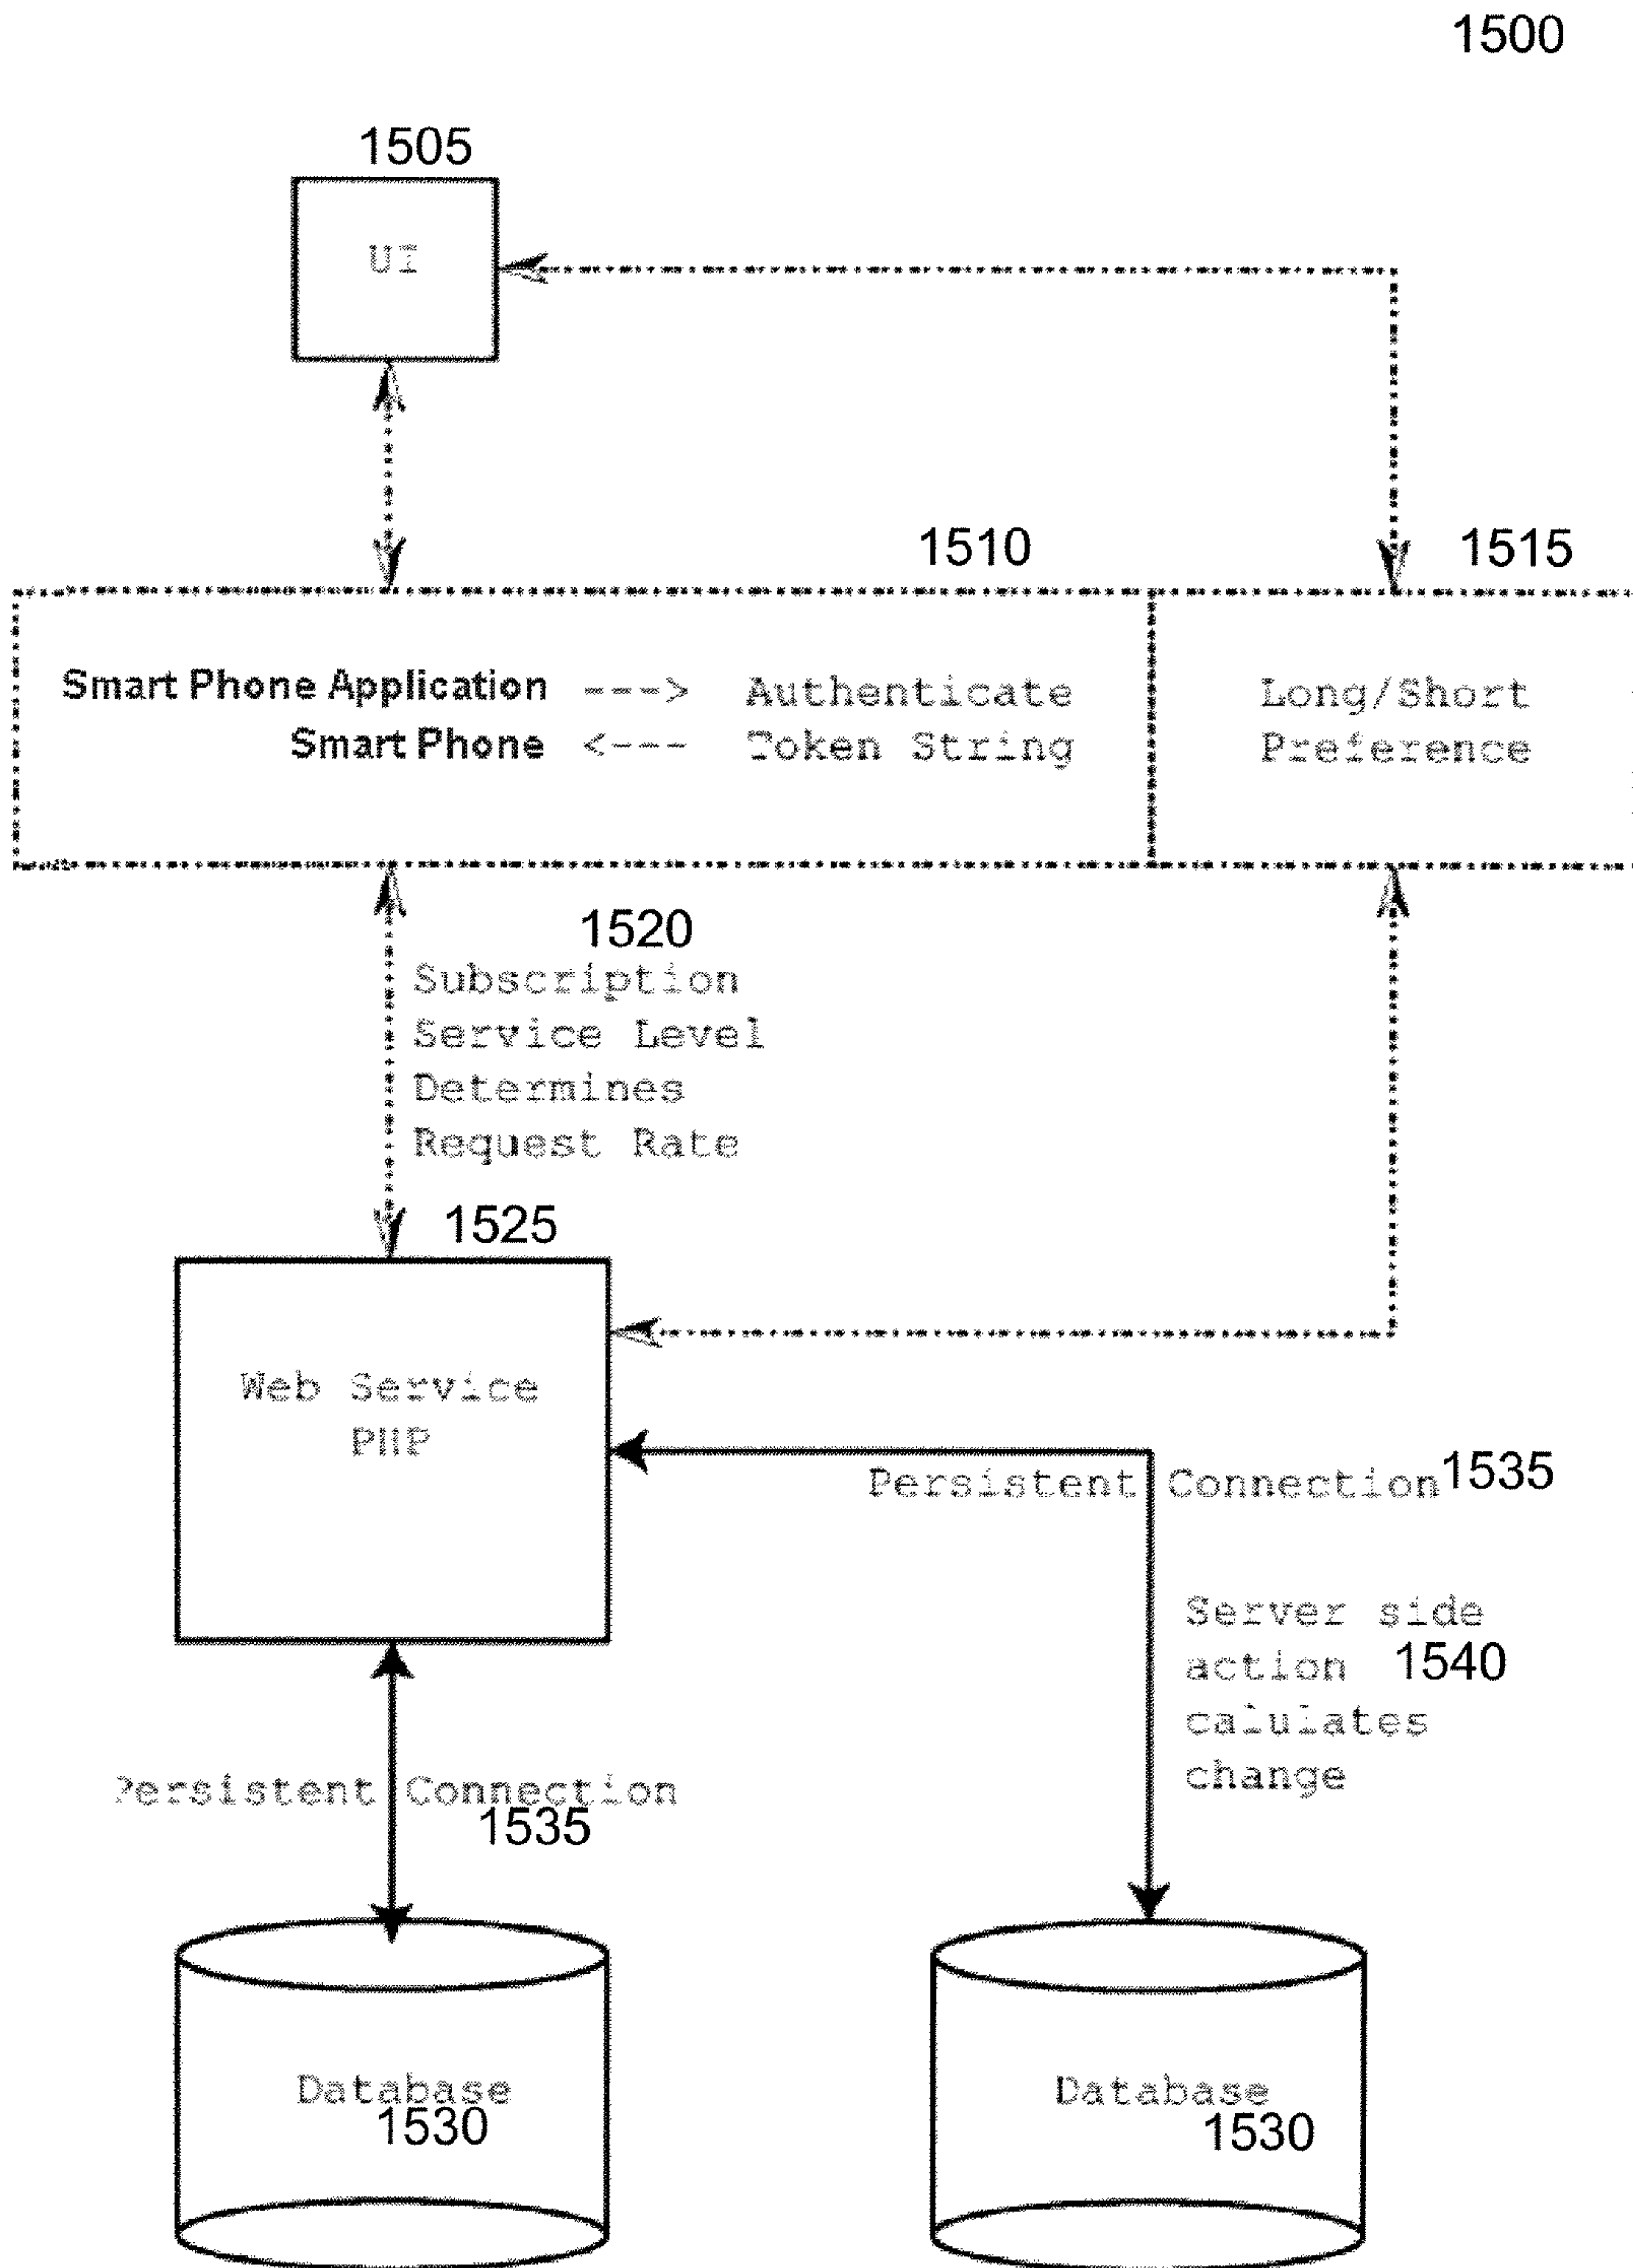 1500
1505
UI
1510
1515
Smart Phone Application ---> Authenticate
Smart Phone <--- Token String
Long/Short
Preference
1520
Subscription
Service Level
Determines
Request Rate
1525
Web Service
PHP
Persistent Connection 1535
Server side
action 1540
calulates
change
Persistent Connection
1535
Database
1530
Database
1530